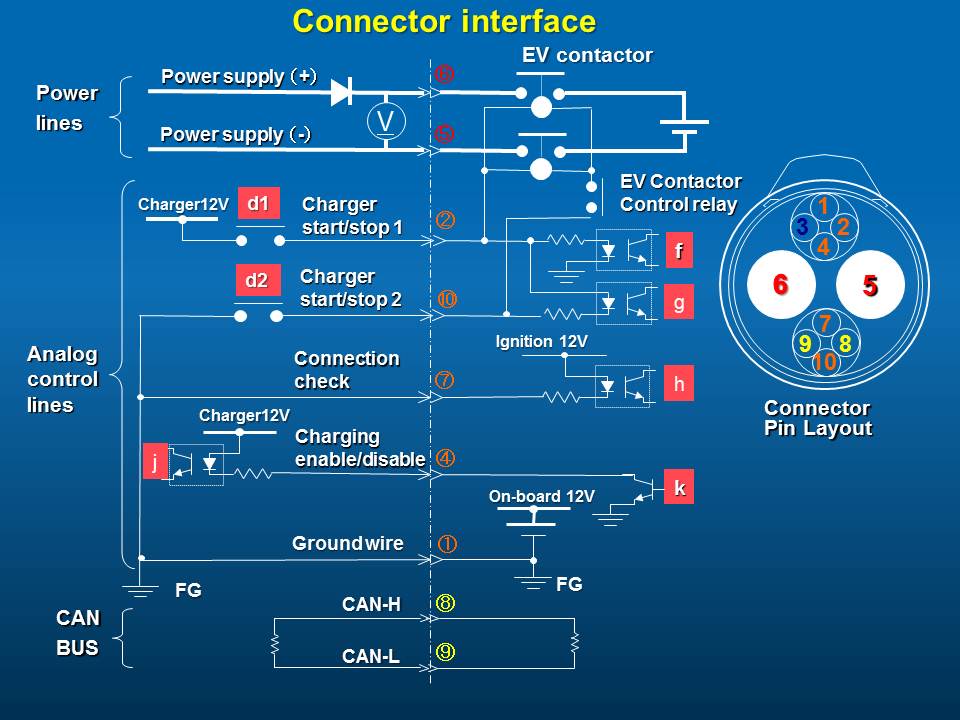 Connector interface
EV contactor
Power
lines
Power supply（+）
⑥
V
Power supply（-）
⑤
EV Contactor
Control relay
Charger12V
d1
Charger
start/stop 1
②
f
d2
Charger
start/stop 2
⑩
g
Ignition 12V
Analog
control
lines
Connection
check
⑦
h
Charger12V
j
Charging
enable/disable
④
k
On-board 12V
Ground wire
①
FG
FG
CAN
BUS
CAN-H
⑧
CAN-L
⑨
1
3
2
4
6
5
7
9
8
10
Connector
Pin Layout